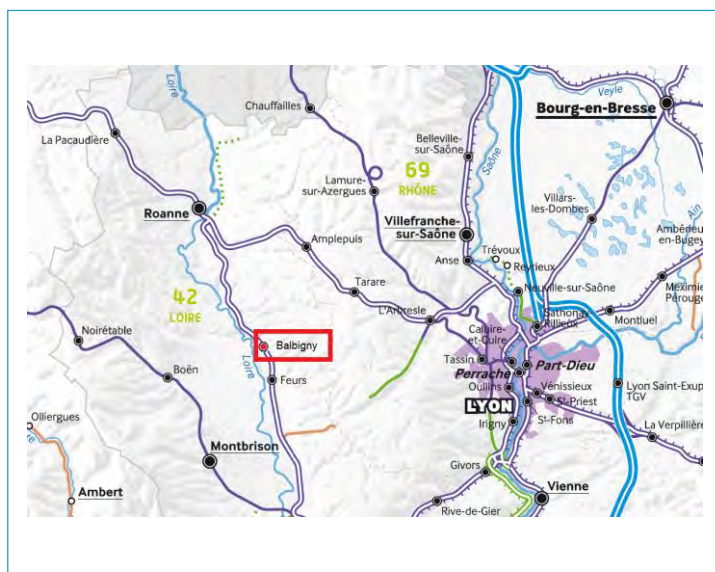 Loire
Chauffailles
Veyle
Bourg-en-Bresse
La Pacaudière
Belleville-
sur-Saône
Saône
69
RHÔNE
Lamure-
sur-Azergues
Villars-
les-Dombes
Ain
Roanne
Villefranche-
sur-Saône
Ambérieu
en-Bugey
Amplepuis
Trévoux
Anse
Reyrieux
42
LOIRE
Tarare
Neuville-sur-Saône
Meximie
Pérouge
L'Arbresle
Sathonay
Rillieux
Montluel
Noirétable
Loire
Balbigny
Caluire-
et-Cuire
Tassin
Part-Dieu
Perrache
Boën
Feurs
Oullins
Vénissieux
Lyon Saint-Exup
TGV
LYON
St-Priest
Olliergues
Irigny
St-Fons
La Verpillière
Montbrison
Givors
Ambert
Rive-de-Gier
Vienne